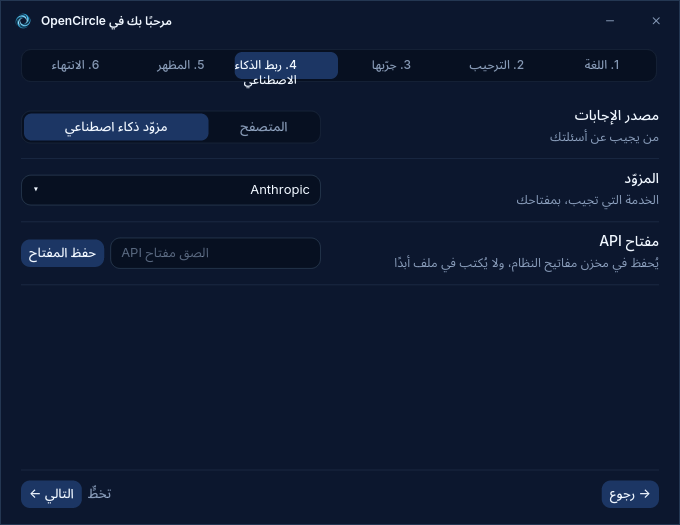 مرحبًا بك في OpenCircle
1. اللغة
2. الترحيب
3. جرّبها
4. ربط الذكاء
الاصطناعي
5. المظهر
6. الانتهاء
مصدر الإجابات
من يجيب عن أسئلتك
المتصفح
مزوّد ذكاء اصطناعي
المزوّد
الخدمة التي تجيب، بمفتاحك
Anthropic
مفتاح API
يُحفظ في مخزن مفاتيح النظام، ولا يُكتب في ملف أبدًا
الصق مفتاح API
حفظ المفتاح
→ رجوع
تخطٍّ
التالي ←